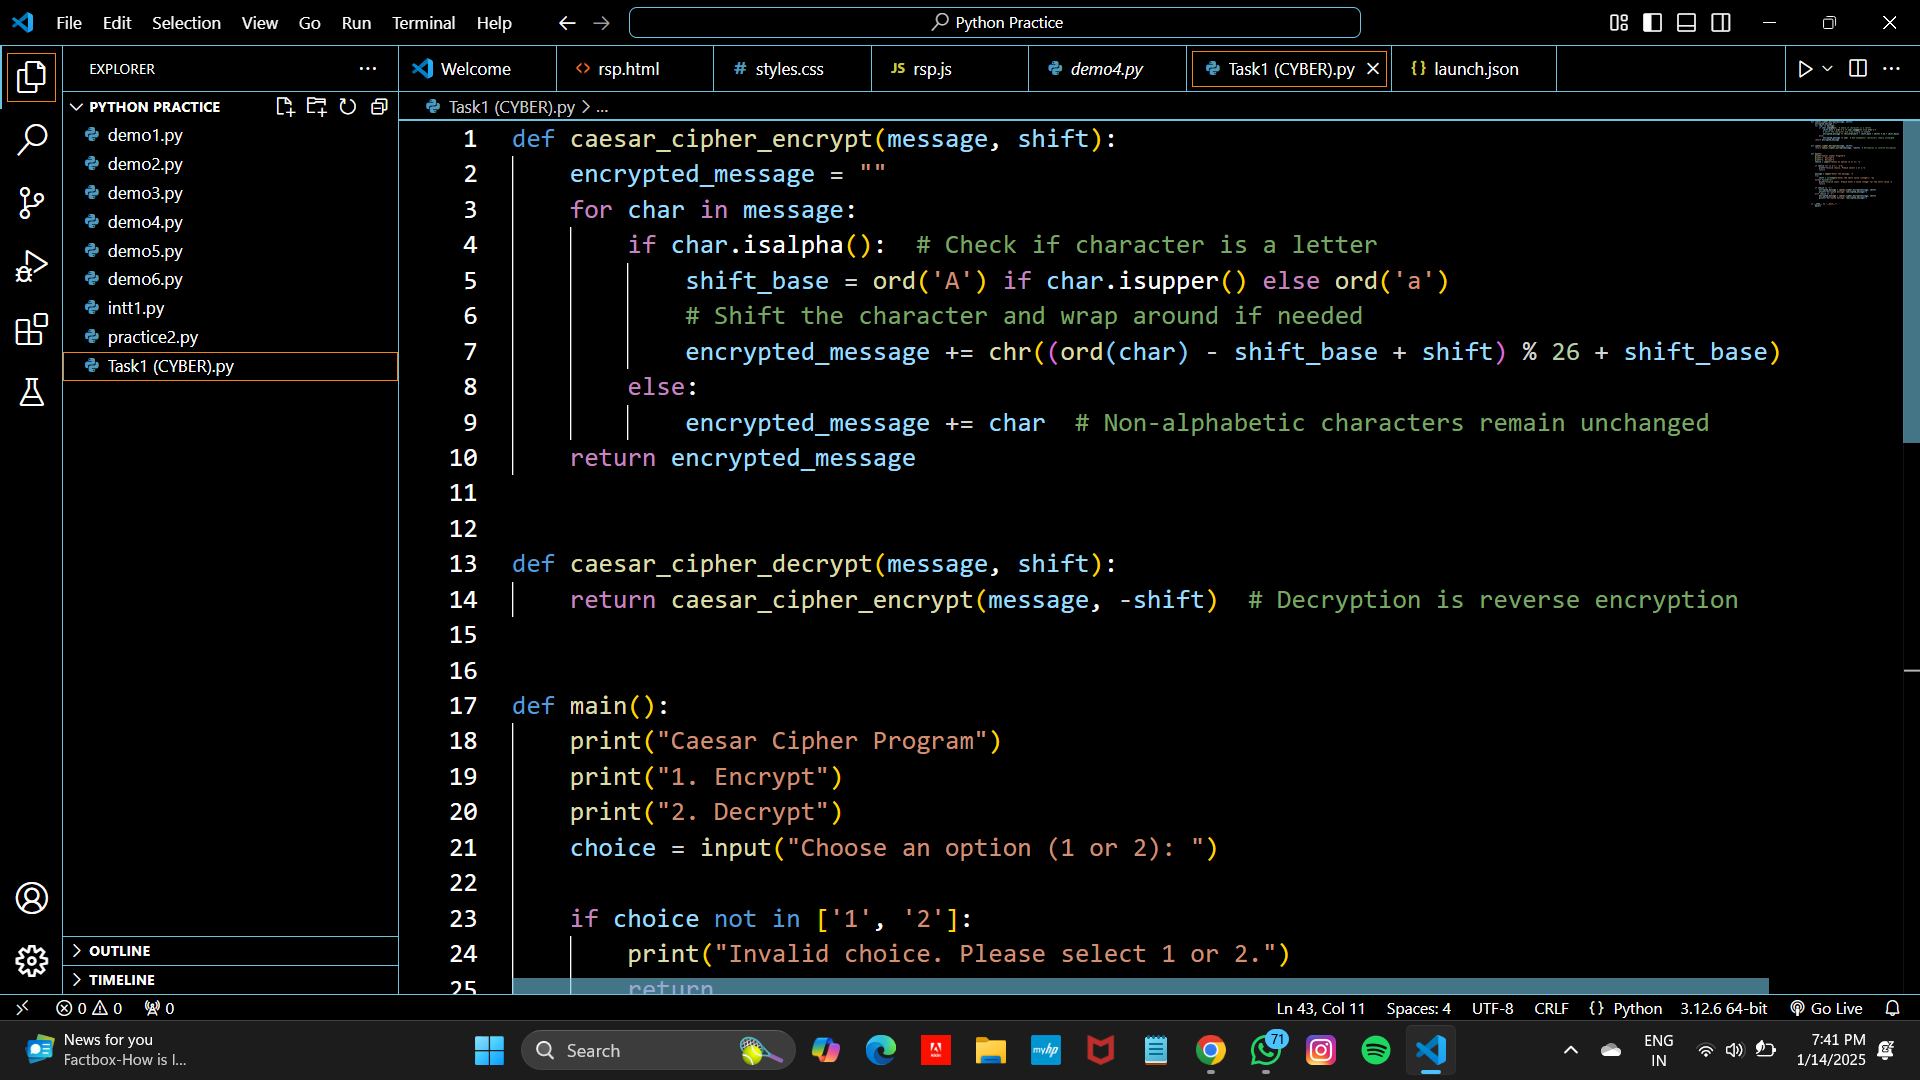 File Edit Selection View Go Run Terminal Help
Python Practice
EXPLORER
Welcome
<> rsp.html
# styles.css
JS rsp.js
demo4.py
Task1 (CYBER).py
{} launch.json
PYTHON PRACTICE
demo1.py
demo2.py
demo3.py
demo4.py
demo5.py
demo6.py
intt1.py
practice2.py
Task1 (CYBER).py
OUTLINE
TIMELINE
Task1 (CYBER).py > ...
1 def caesar_cipher_encrypt(message, shift):
2     encrypted_message = ""
3     for char in message:
4         if char.isalpha():  # Check if character is a letter
5             shift_base = ord('A') if char.isupper() else ord('a')
6             # Shift the character and wrap around if needed
7             encrypted_message += chr((ord(char) - shift_base + shift) % 26 + shift_base)
8         else:
9             encrypted_message += char  # Non-alphabetic characters remain unchanged
10     return encrypted_message
11
12
13 def caesar_cipher_decrypt(message, shift):
14     return caesar_cipher_encrypt(message, -shift)  # Decryption is reverse encryption
15
16
17 def main():
18     print("Caesar Cipher Program")
19     print("1. Encrypt")
20     print("2. Decrypt")
21     choice = input("Choose an option (1 or 2): ")
22
23     if choice not in ['1', '2']:
24         print("Invalid choice. Please select 1 or 2.")
25         return
0 0 0
Ln 43, Col 11 Spaces: 4 UTF-8 CRLF {} Python 3.12.6 64-bit Go Live
News for you
Factbox-How is I...
Search
myhp
71
ENG
IN
7:41 PM
1/14/2025